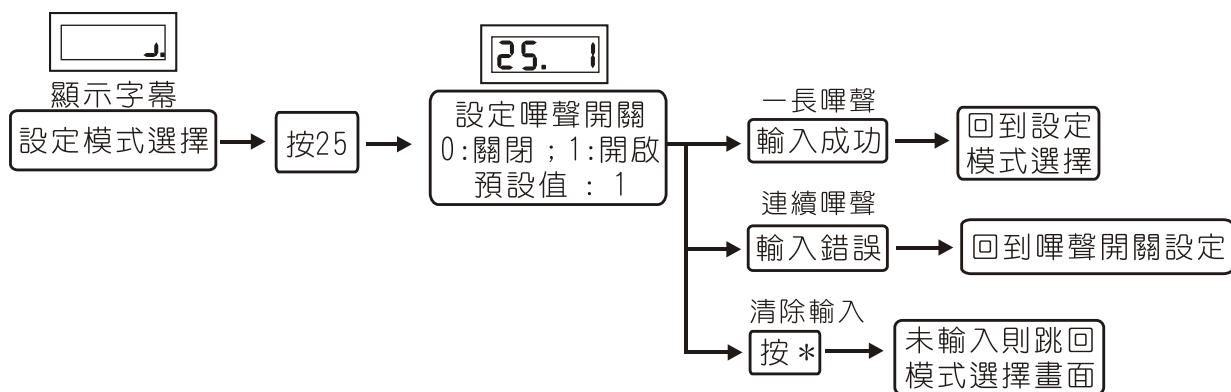 顯示字幕
設定模式選擇
按25
25. 1
設定嗶聲開關
0:關閉；1:開啟
預設值：1
一長嗶聲
輸入成功
回到設定
模式選擇
連續嗶聲
輸入錯誤
回到嗶聲開關設定
清除輸入
按＊
未輸入則跳回
模式選擇畫面